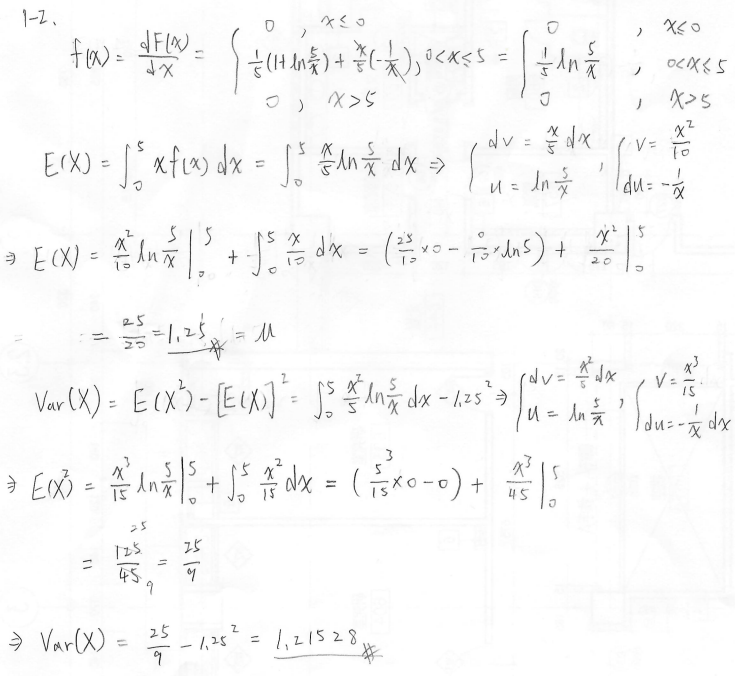 1-2.
f(x) = dF(x)/dx = { 0 , x≤0 ; 1/5(1+ln 5/x) + x/5(-1/x), 0<x≤5 ; 0 , x>5 = { 0 , x≤0 ; 1/5 ln 5/x , 0<x≤5 ; 0 , x>5
E(X) = ∫₀⁵ x f(x) dx = ∫₀⁵ x/5 ln 5/x dx ⇒ { dv = x/5 dx ; u = ln 5/x , { v = x²/10 ; du = -1/x
⇒ E(X) = x²/10 ln 5/x |₀⁵ + ∫₀⁵ x/10 dx = (25/10 × 0 - 0/10 × ln5) + x²/20 |₀⁵
= 25/20 = 1.25 # = μ
Var(X) = E(X²) - [E(X)]² = ∫₀⁵ x²/5 ln 5/x dx - 1.25² ⇒ { dv = x²/5 dx ; u = ln 5/x , { v = x³/15 ; du = -1/x dx
⇒ E(X²) = x³/15 ln 5/x |₀⁵ + ∫₀⁵ x²/15 dx = (5³/15 × 0 - 0) + x³/45 |₀⁵
25
= 125/45 = 25/9
9
⇒ Var(X) = 25/9 - 1.25² = 1.21528 #